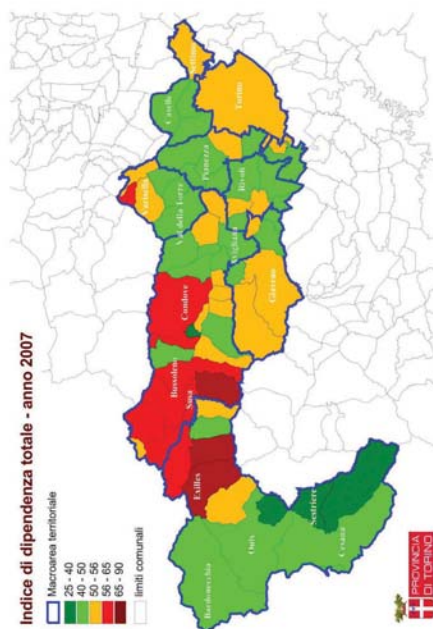 Indice di dipendenza totale - anno 2007
Macroarea territoriale
25 - 40
40 - 50
50 - 56
56 - 65
65 - 90
limiti comunali
Bardonecchia
Oulx
Cesana
Sestriere
Exilles
Susa
Bussoleno
Condove
Giaveno
Avigliana
Val della Torre
Varisella
Rivoli
Pianezza
Caselle
Torino
PROVINCIA
DI TORINO